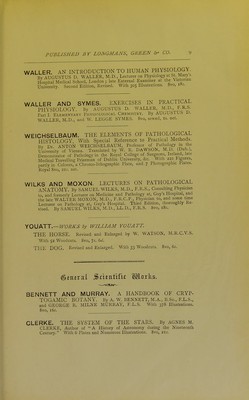 PUBLISHED BY LONGMANS, GREEN & CO. 9
WALLER. AN INTRODUCTION TO HUMAN PHYSIOLOGY.
By AUGUSTUS D. WALLER, M.D., Lecturer on Physiology at St. Mary's
Hospital Medical School, London; late External Examiner at the Victorian
University. Second Edition, Revised. With 305 Illustrations. 8vo, 18s.
WALLER AND SYMES. EXERCISES IN PRACTICAL
PHYSIOLOGY. By AUGUSTUS D. WALLER, M.D., F.R.S.
Part I. ELEMENTARY PHYSIOLOGICAL CHEMISTRY. By AUGUSTUS D.
WALLER, M.D., and W. LEGGE SYMES. 8vo, sewed, 1s. net.
WEICHSELBAUM. THE ELEMENTS OF PATHOLOGICAL
HISTOLOGY, With Special Reference to Practical Methods.
By Dr. ANTON WEICHSELBAUM, Professor of Pathology in the
University of Vienna. Translated by W. R. DAWSON, M.D. (Dub.),
Demonstrator of Pathology in the Royal College of Surgeons, Ireland, late
Medical Travelling Prizeman of Dublin University, &c. With 221 Figures,
partly in Colours, a Chromo-lithographic Plate, and 7 Photographic Plates.
Royal 8vo, 21s. net.
WILKS AND MOXON. LECTURES ON PATHOLOGICAL
ANATOMY. By SAMUEL WILKS, M.D., F.R.S., Consulting Physician
to, and formerly Lecturer on Medicine and Pathology at, Guy's Hospital, and
the late WALTER MOXON, M.D., F.R.C.P., Physician to, and some time
Lecturer on Pathology at, Guy's Hospital. Third Edition, thoroughly Re-
vised. By SAMUEL WILKS, M.D., LL.D., F.R.S. 8vo, 18s.
YOUATT.—WORKS by WILLIAM YOUATT.
THE HORSE. Revised and Enlarged by W. WATSON, M.R.C.V.S.
With 52 Woodcuts. 8vo, 7s. 6d.
THE DOG. Revised and Enlarged. With 33 Woodcuts. 8vo, 6s.
General Scientific Works.
BENNETT AND MURRAY. A HANDBOOK OF CRYP-
TOGAMIC BOTANY. By A. W. BENNETT, M.A., B.Sc., F.L.S.,
and GEORGE R. MILNE MURRAY, F.L.S. With 378 Illustrations.
8vo, 16s.
CLERKE. THE SYSTEM OF THE STARS. By AGNES M.
CLERKE, Author of "A History of Astronomy during the Nineteenth
Century." With 6 Plates and Numerous Illustrations. 8vo, 21s.